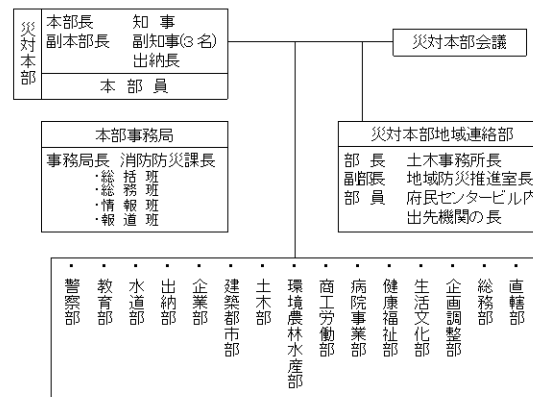 災対本部
本部長 知 事
副本部長 副知事(3名)
出納長
本 部 員
災対本部会議
本部事務局
事務局長 消防防災課長
・総 括 班
・総 務 班
・情 報 班
・報 道 班
災対本部地域連絡部
部 長 土木事務所長
副部長 地域防災推進室長
部 員 府民センタービル内
出先機関の長
・直轄部
・総務部
・企画調整部
・生活文化部
・健康福祉部
・病院事業部
・商工労働部
・環境農林水産部
・土木部
・建築都市部
・企業部
・出納部
・水道部
・教育部
・警察部